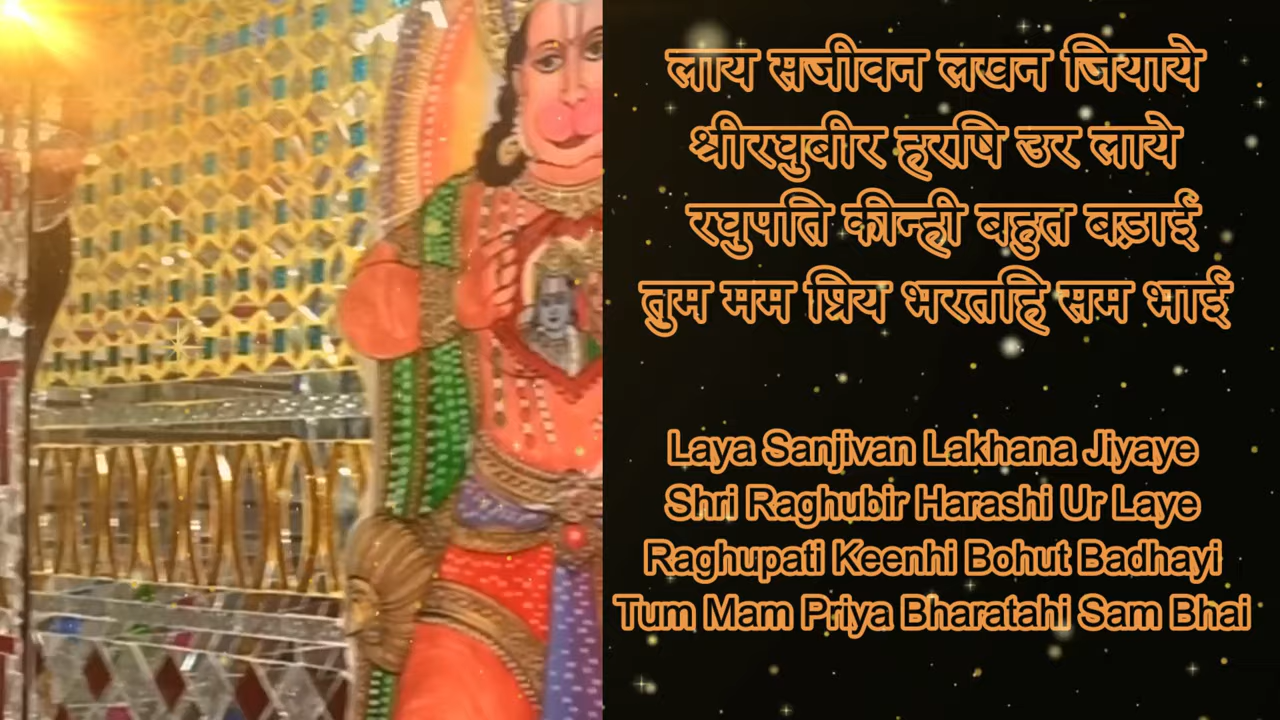 लाय सजीवन लखन जियाये
श्रीरघुबीर हरषि उर लाये
रघुपति कीन्ही बहुत बड़ाई
तुम मम प्रिय भरतहि सम भाई
Laya Sanjivan Lakhana Jiyaye
Shri Raghubir Harashi Ur Laye
Raghupati Keenhi Bohut Badhayi
Tum Mam Priya Bharatahi Sam Bhai